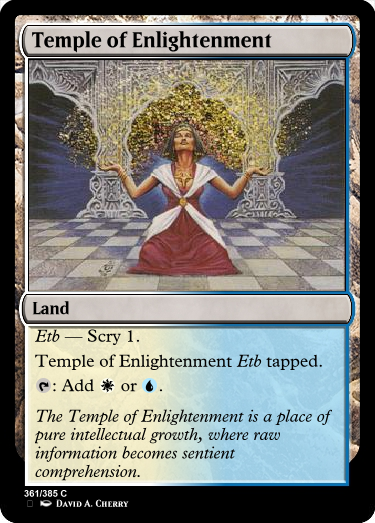 Temple of Enlightenment
Land
Etb — Scry 1.
Temple of Enlightenment Etb tapped.
: Add or .
The Temple of Enlightenment is a place of
pure intellectual growth, where raw
information becomes sentient
comprehension.
361/385 C
David A. Cherry